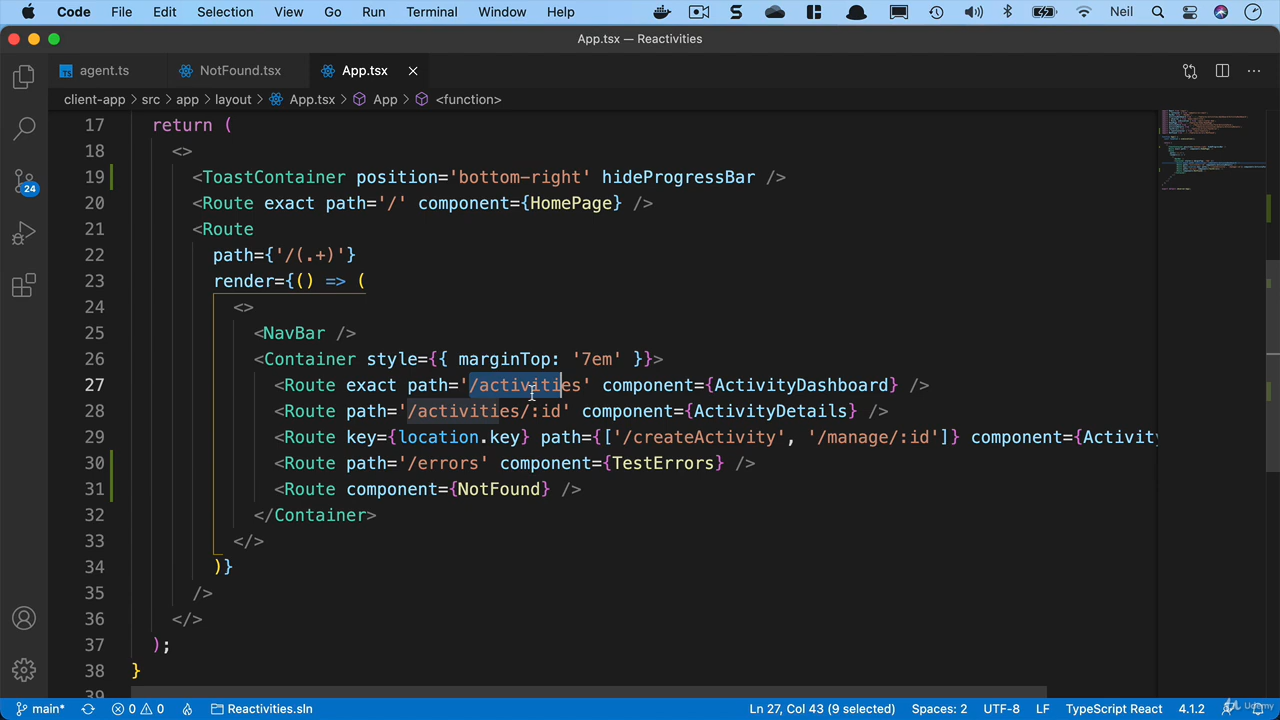 Code File Edit Selection View Go Run Terminal Window Help Neil
App.tsx — Reactivities
agent.ts NotFound.tsx App.tsx
client-app > src > app > layout > App.tsx > App > <function>
17 return (
18 <>
19 <ToastContainer position='bottom-right' hideProgressBar />
20 <Route exact path='/' component={HomePage} />
21 <Route
22 path={'/(.+)'}
23 render={() => (
24 <>
25 <NavBar />
26 <Container style={{ marginTop: '7em' }}>
27 <Route exact path='/activities' component={ActivityDashboard} />
28 <Route path='/activities/:id' component={ActivityDetails} />
29 <Route key={location.key} path={['/createActivity', '/manage/:id']} component={Activity
30 <Route path='/errors' component={TestErrors} />
31 <Route component={NotFound} />
32 </Container>
33 </>
34 )}
35 />
36 </>
37 );
38 }
39
24
main* 0 0 Reactivities.sln Ln 27, Col 43 (9 selected) Spaces: 2 UTF-8 LF TypeScript React 4.1.2
Udemy